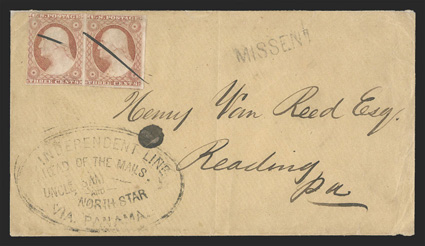 U.S. POSTAGE U.S. POSTAGE
THREE CENTS THREE CENTS
MISSENT
Henry Van Reed Esq.
Reading
Pa
INDEPENDENT LINE
AHEAD OF THE MAILS
UNCLE SAM
AND
NORTH STAR
VIA. PANAMA.